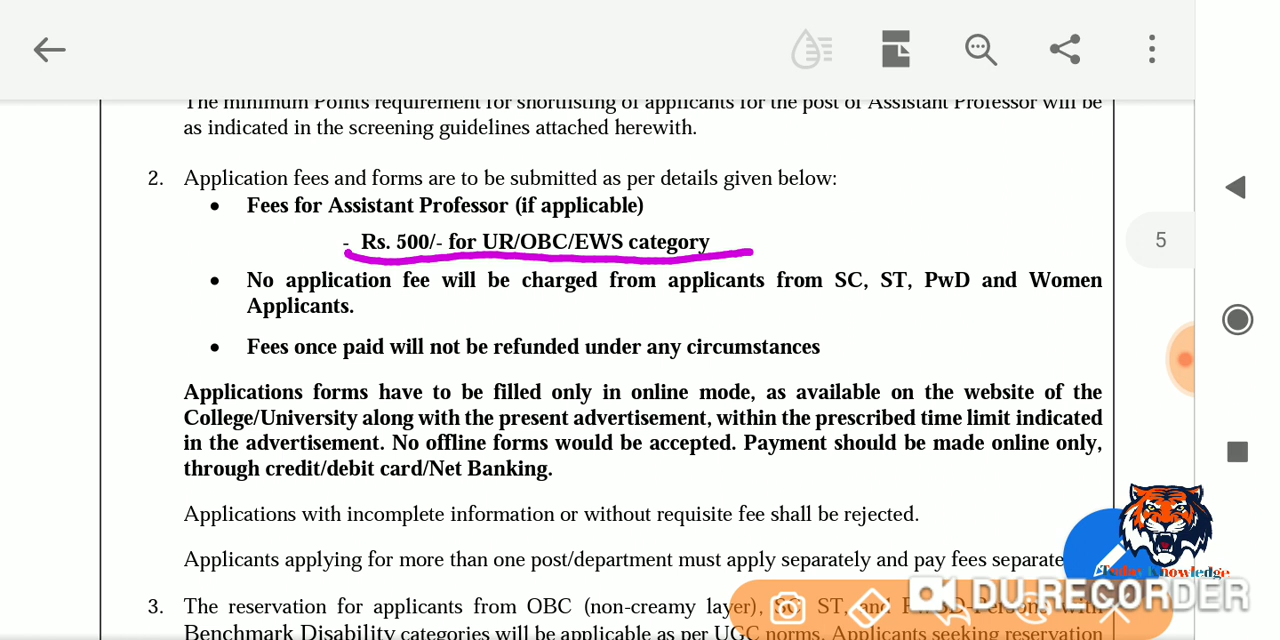 The minimum Points requirement for shortlisting of applicants for the post of Assistant Professor will be
as indicated in the screening guidelines attached herewith.
2. Application fees and forms are to be submitted as per details given below:
• Fees for Assistant Professor (if applicable)
- Rs. 500/- for UR/OBC/EWS category
5
• No application fee will be charged from applicants from SC, ST, PwD and Women
Applicants.
• Fees once paid will not be refunded under any circumstances
Applications forms have to be filled only in online mode, as available on the website of the
College/University along with the present advertisement, within the prescribed time limit indicated
in the advertisement. No offline forms would be accepted. Payment should be made online only,
through credit/debit card/Net Banking.
Applications with incomplete information or without requisite fee shall be rejected.
Applicants applying for more than one post/department must apply separately and pay fees separate
Knowledge
DU RECORDER
3. The reservation for applicants from OBC (non-creamy layer), SC, ST, and with
Benchmark Disability categories will be applicable as per UGC norms. Applicants seeking reservation